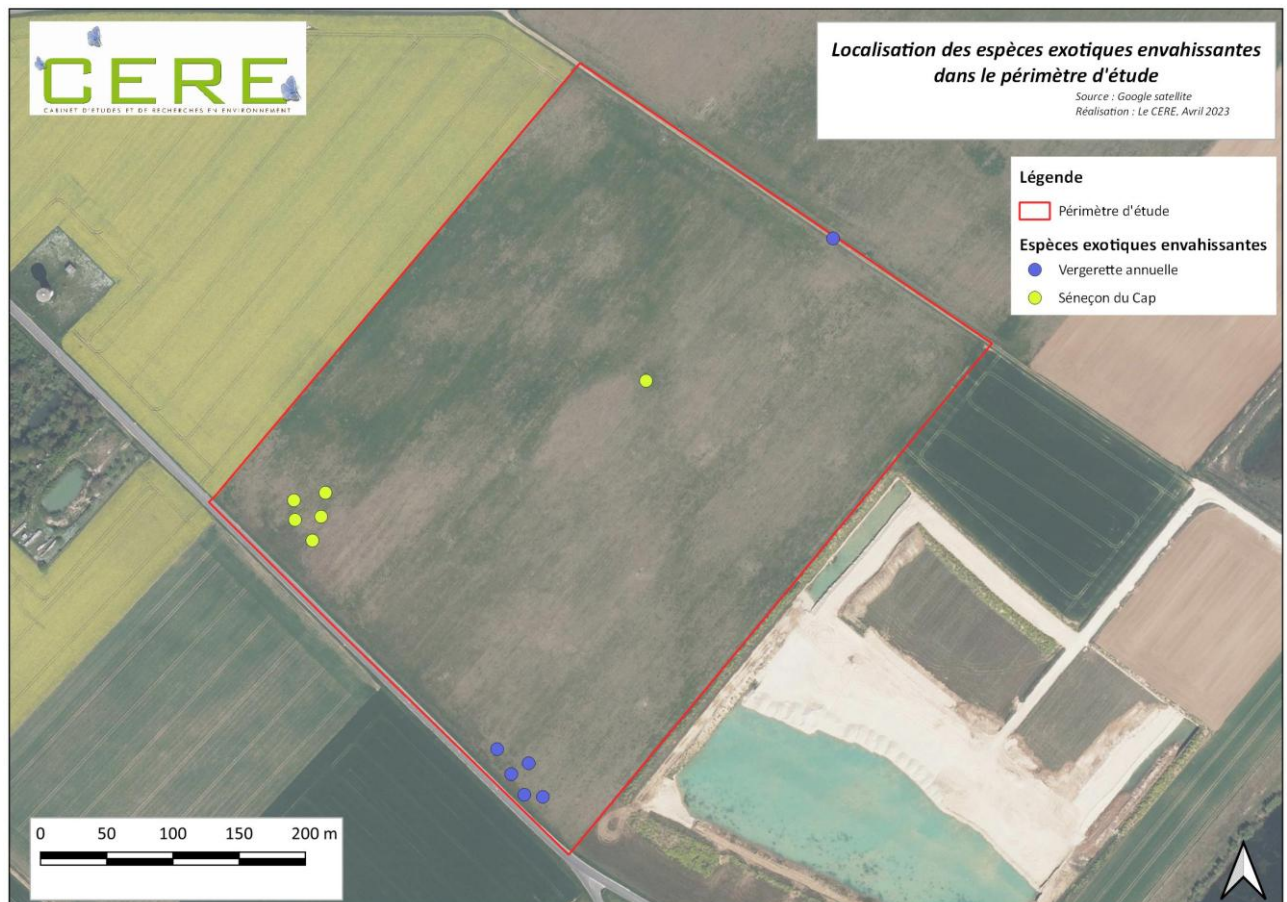 CERE
CABINET D'ETUDES ET DE RECHERCHES EN ENVIRONNEMENT
Localisation des espèces exotiques envahissantes
dans le périmètre d'étude
Source : Google satellite
Réalisation : Le CERE, Avril 2023
Légende
Périmètre d'étude
Espèces exotiques envahissantes
Vergerette annuelle
Séneçon du Cap
0 50 100 150 200 m